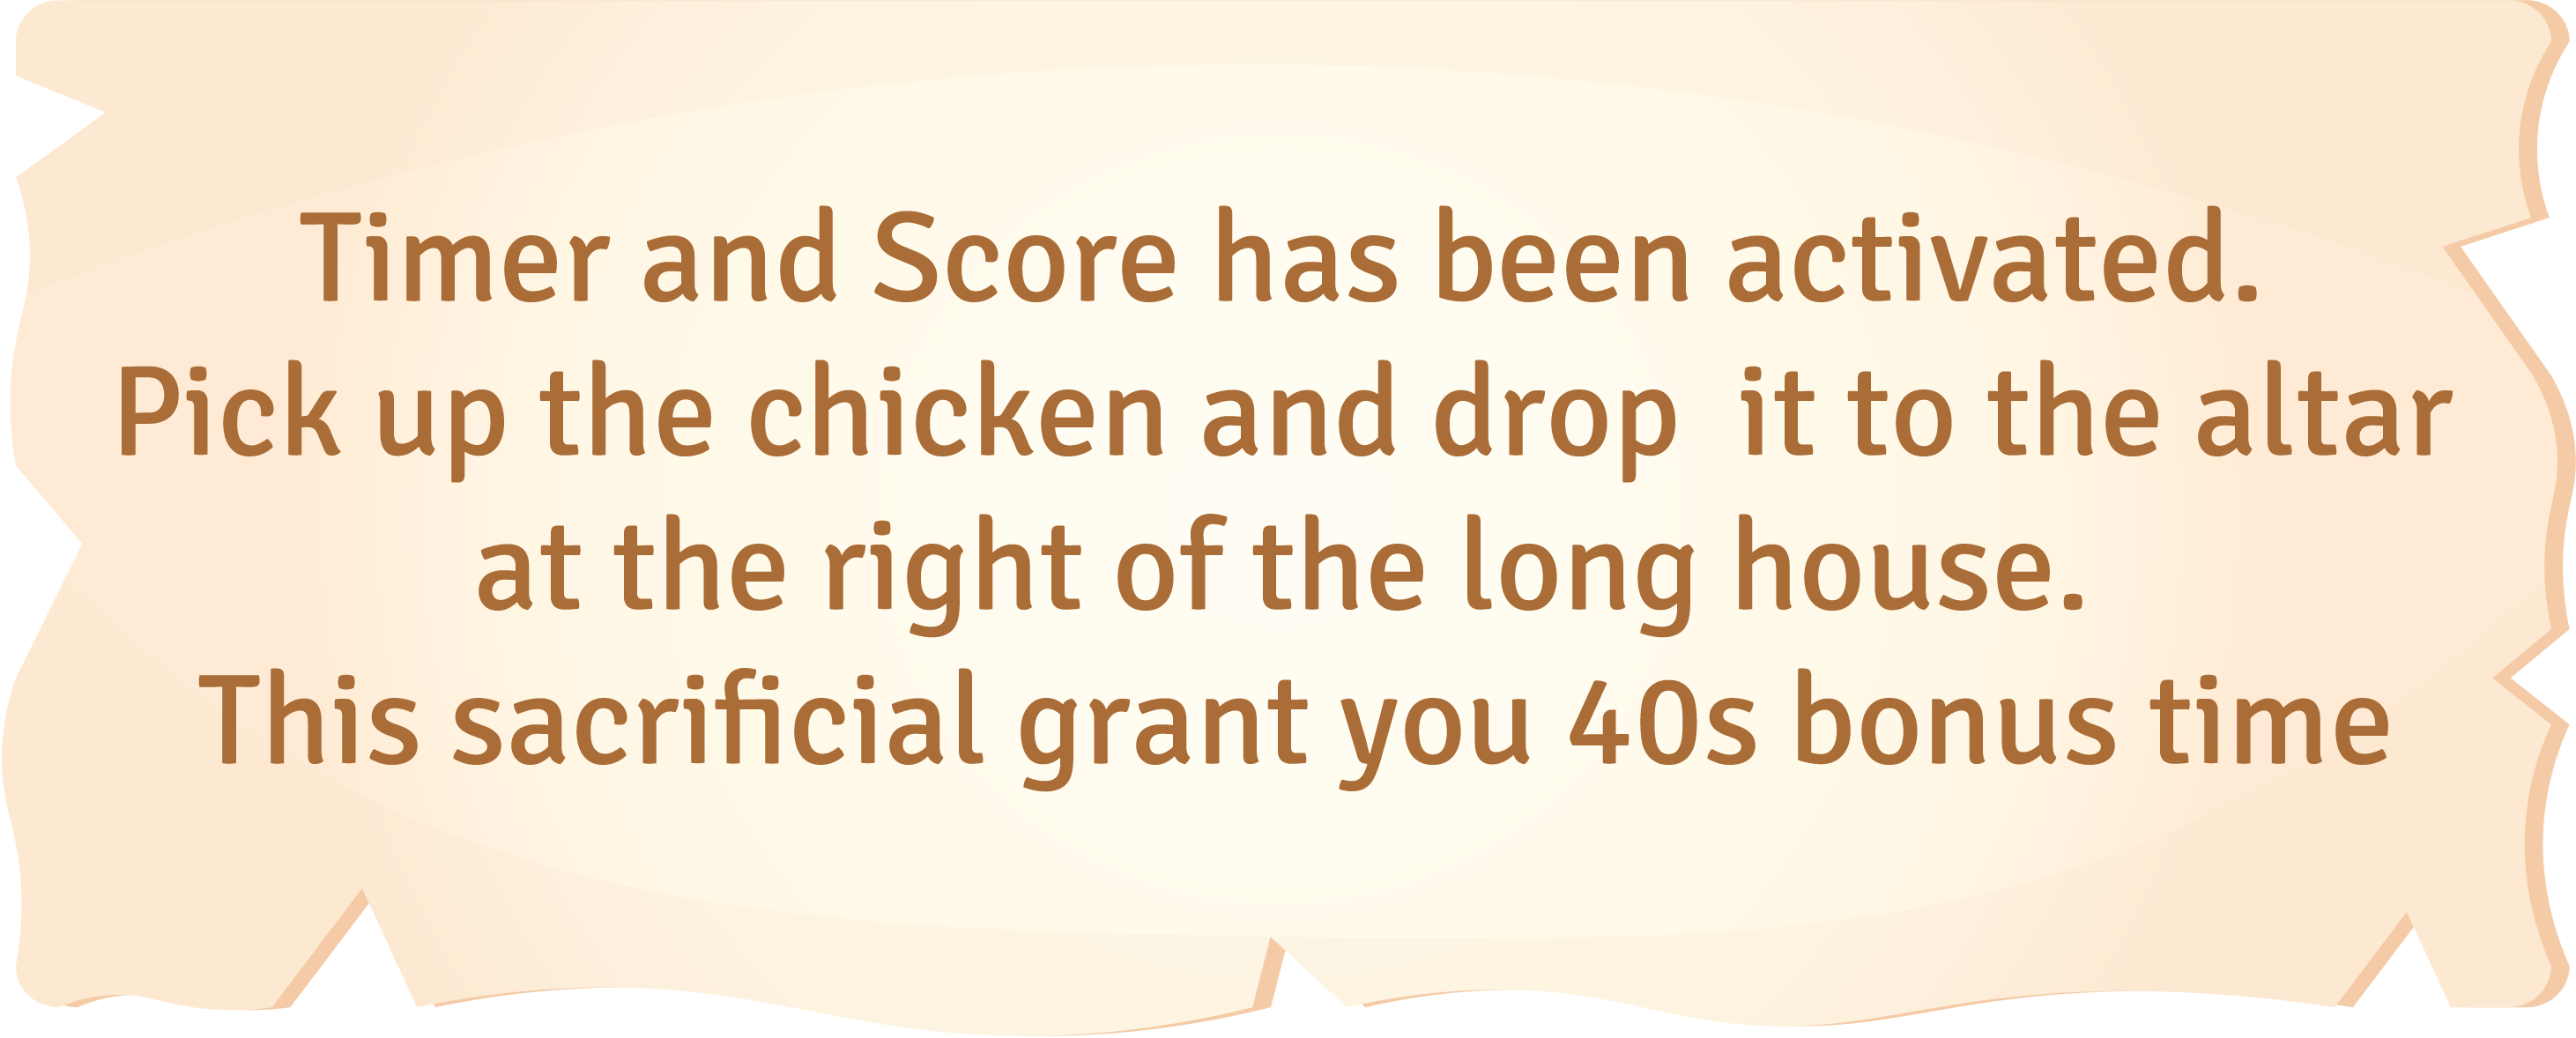 Timer and Score has been activated.
Pick up the chicken and drop  it to the altar
at the right of the long house.
This sacrificial grant you 40s bonus time